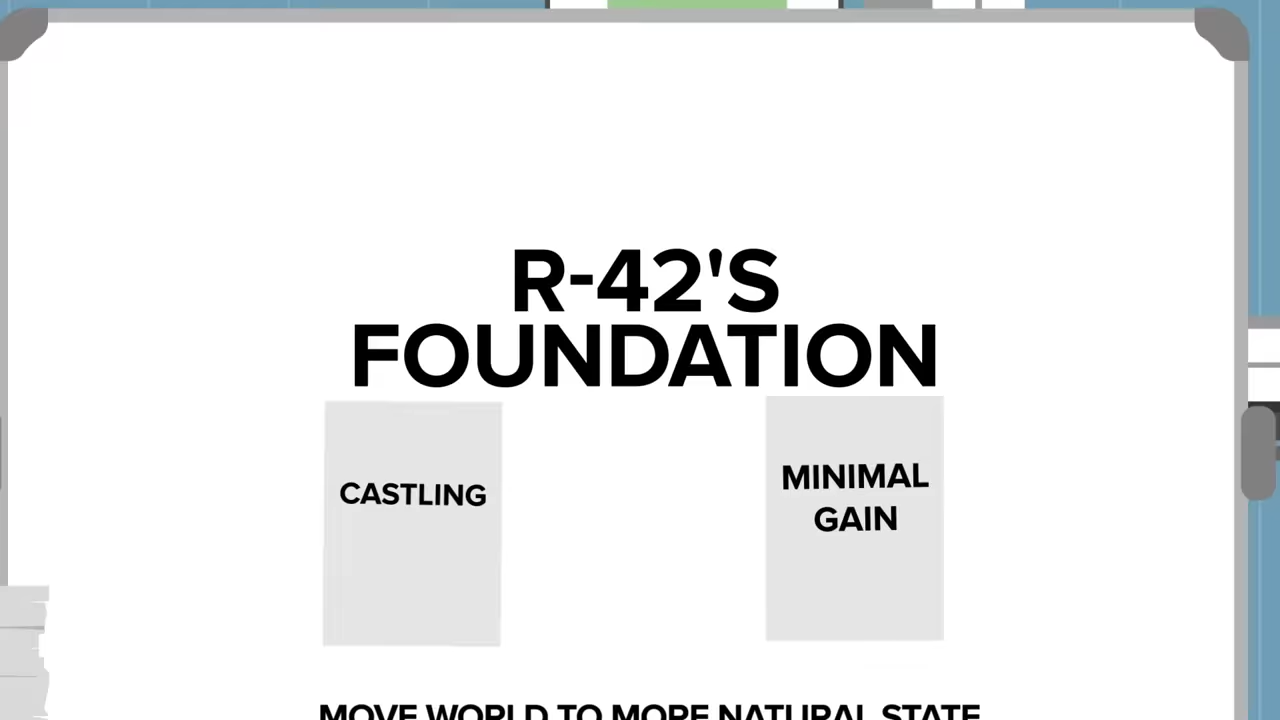 R-42'S
FOUNDATION
CASTLING
MINIMAL
GAIN
MOVE WORLD TO MORE NATURAL STATE